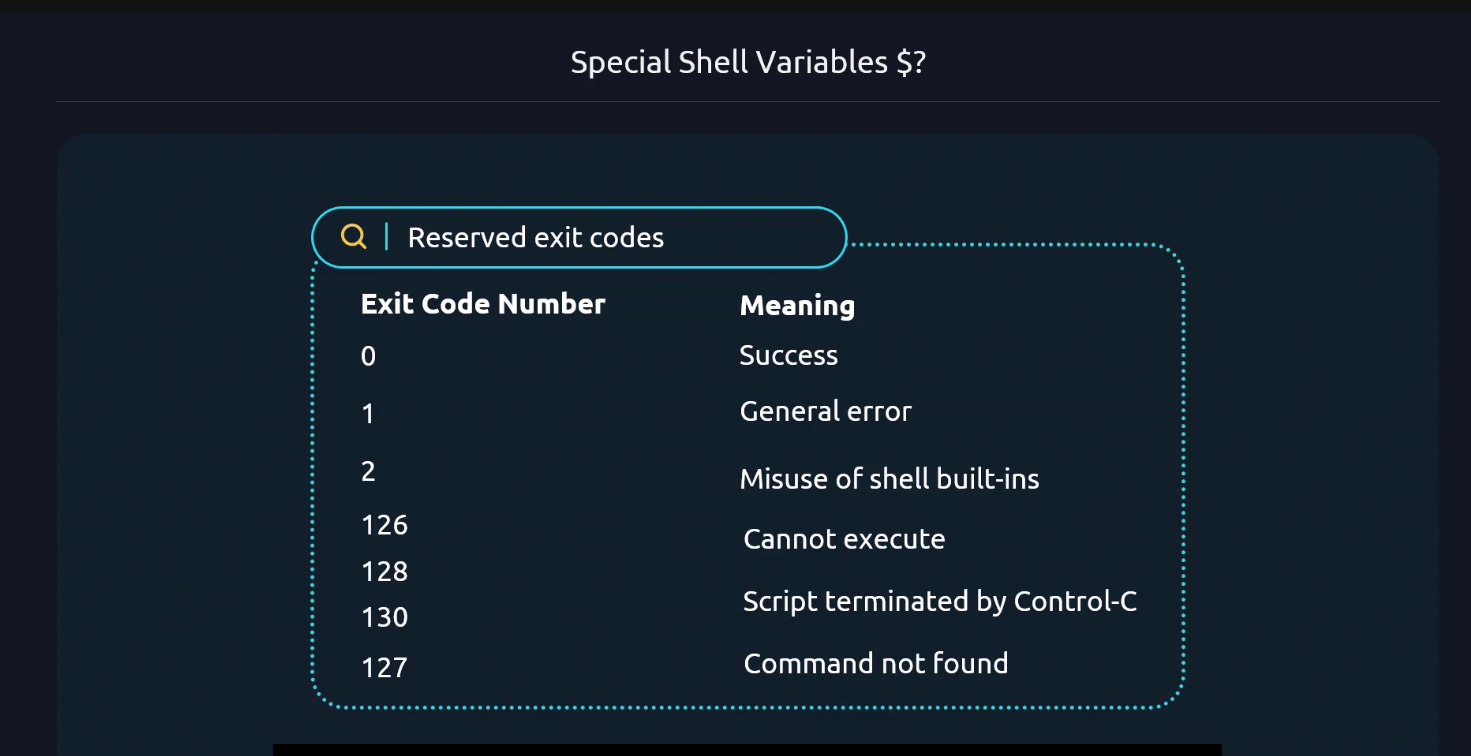 Special Shell Variables $?
Reserved exit codes
Exit Code Number Meaning
0 Success
1 General error
2 Misuse of shell built-ins
126 Cannot execute
128
130 Script terminated by Control-C
127 Command not found